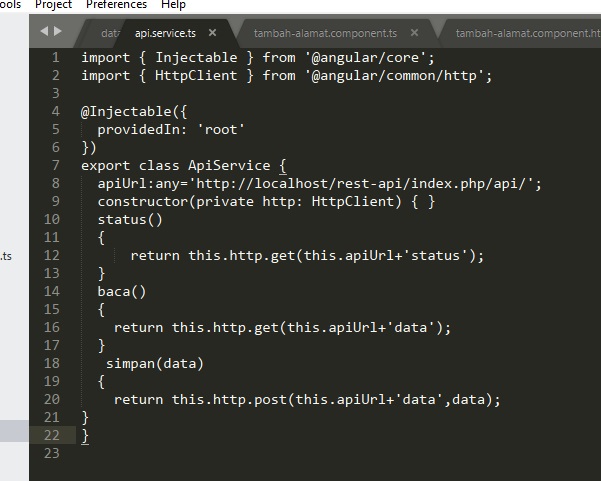 ools Project Preferences Help
data api.service.ts × tambah-alamat.component.ts × tambah-alamat.component.ht
1 import { Injectable } from '@angular/core';
2 import { HttpClient } from '@angular/common/http';
3
4 @Injectable({
5   providedIn: 'root'
6 })
7 export class ApiService {
8   apiUrl:any='http://localhost/rest-api/index.php/api/';
9   constructor(private http: HttpClient) { }
10   status()
11   {
.ts
12       return this.http.get(this.apiUrl+'status');
13   }
14   baca()
15   {
16     return this.http.get(this.apiUrl+'data');
17   }
18    simpan(data)
19   {
20     return this.http.post(this.apiUrl+'data',data);
21 }
22 }
23